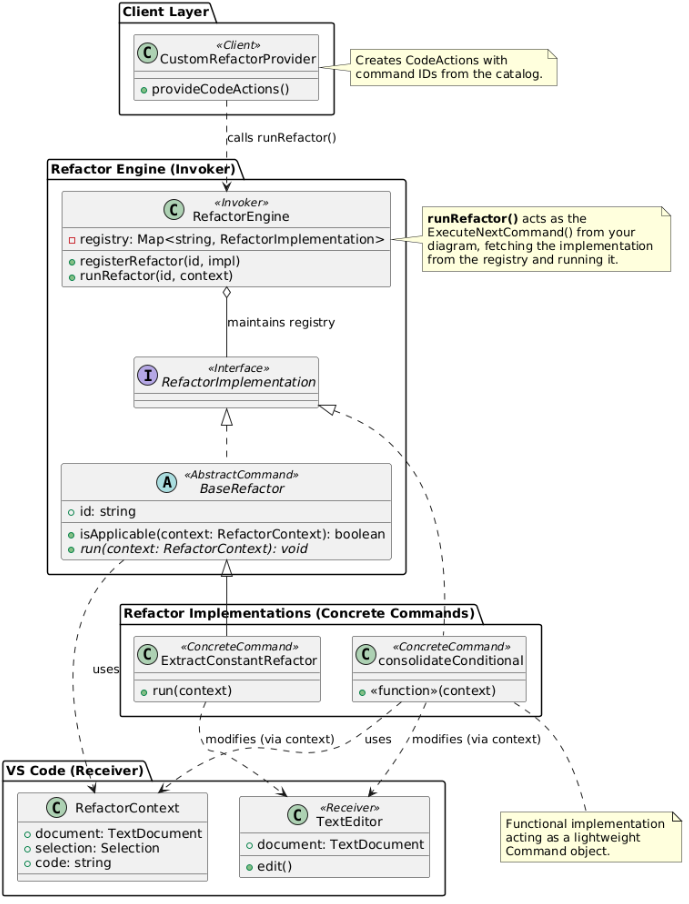 Client Layer
C
«Client»
CustomRefactorProvider
provideCodeActions()
Creates CodeActions with
command IDs from the catalog.
calls runRefactor()
Refactor Engine (Invoker)
C
«Invoker»
RefactorEngine
registry: Map<string, RefactorImplementation>
registerRefactor(id, impl)
runRefactor(id, context)
runRefactor() acts as the
ExecuteNextCommand() from your
diagram, fetching the implementation
from the registry and running it.
maintains registry
I
«Interface»
RefactorImplementation
A
«AbstractCommand»
BaseRefactor
id: string
isApplicable(context: RefactorContext): boolean
run(context: RefactorContext): void
Refactor Implementations (Concrete Commands)
C
«ConcreteCommand»
ExtractConstantRefactor
run(context)
C
«ConcreteCommand»
consolidateConditional
«function»(context)
uses
modifies (via context)
uses
modifies (via context)
VS Code (Receiver)
C
RefactorContext
document: TextDocument
selection: Selection
code: string
C
«Receiver»
TextEditor
document: TextDocument
edit()
Functional implementation
acting as a lightweight
Command object.